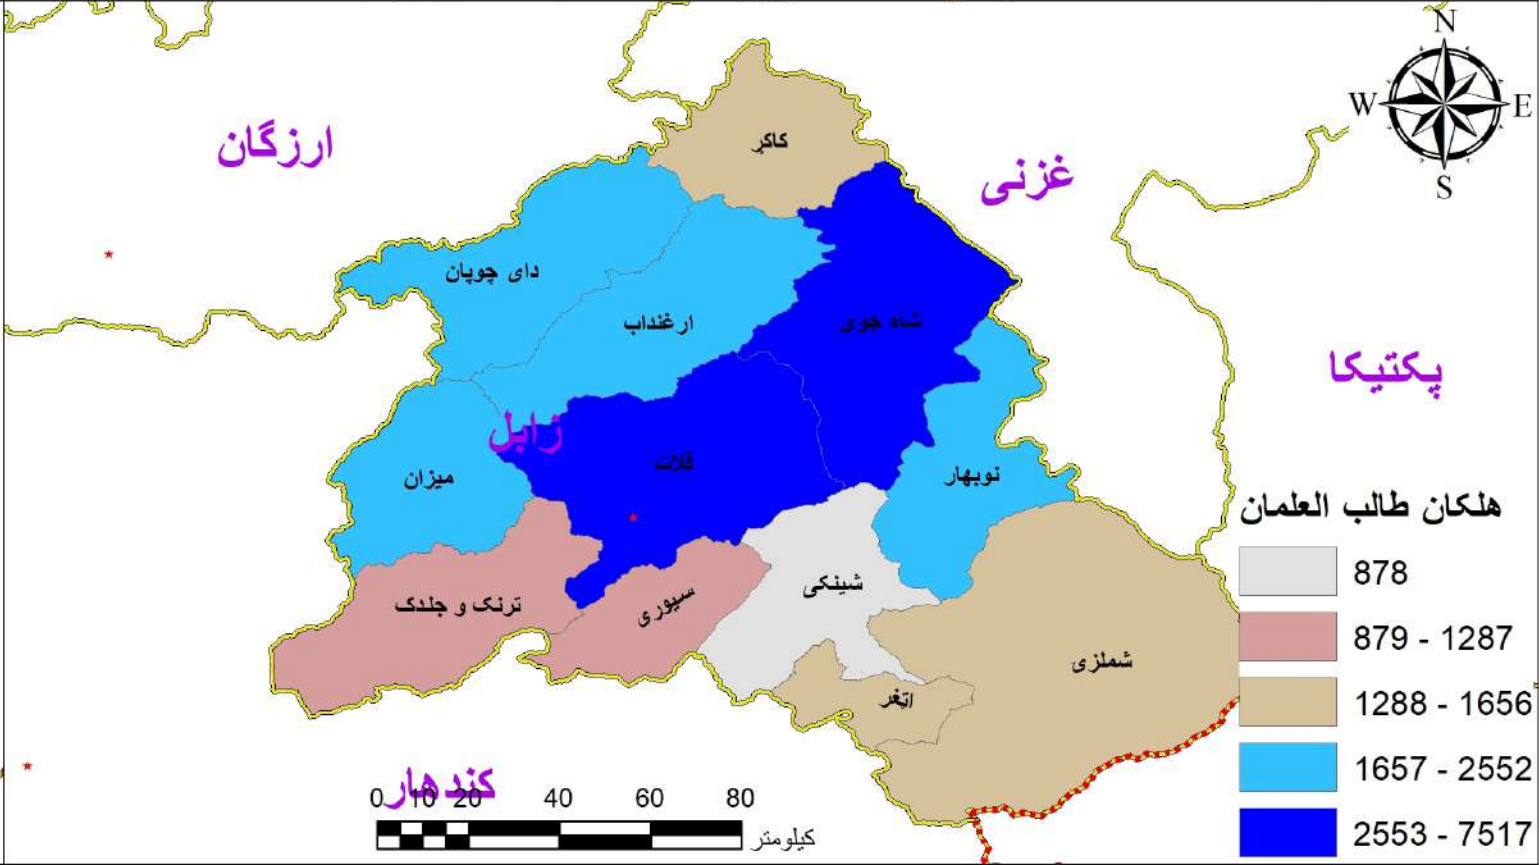 N
W E
S
ارزگان
غزنی
پکتیکا
کاکړ
دای چوپان
ارغنداب
شاه جوی
زابل
میزان
قلات
نوبهار
ترنک و جلدک
سیوری
شینکی
شملزی
اتغر
کندهار
0 10 20 40 60 80
کیلومتر
هلکان طالب العلمان
878
879 - 1287
1288 - 1656
1657 - 2552
2553 - 7517